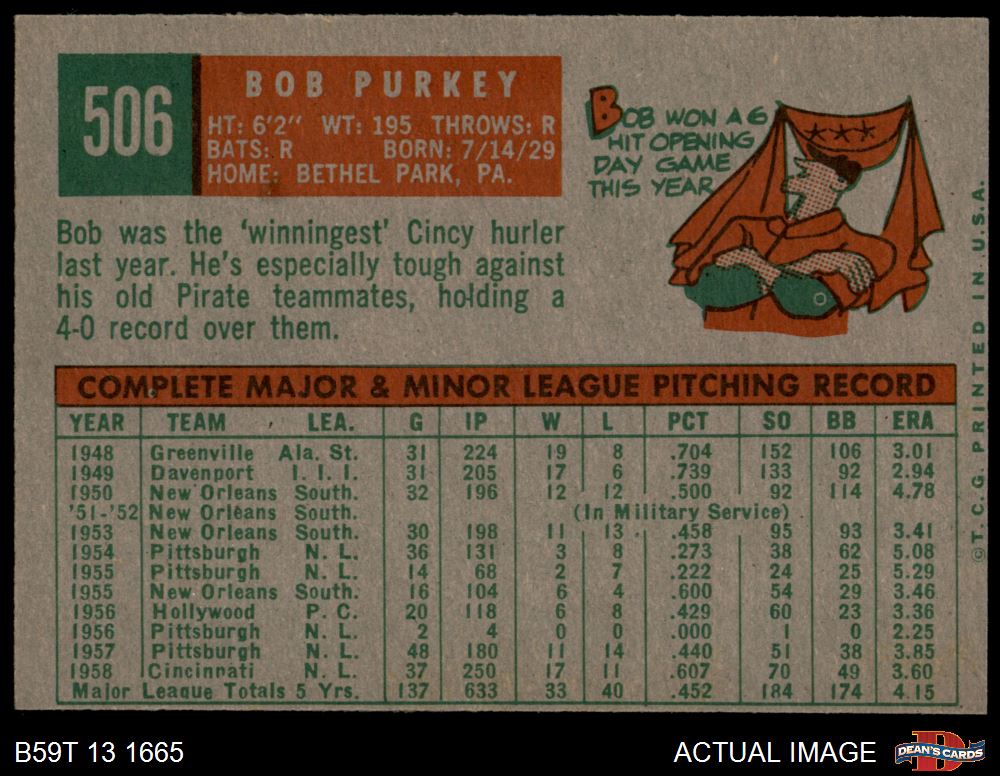 506
BOB PURKEY
HT: 6'2" WT: 195 THROWS: R
BATS: R BORN: 7/14/29
HOME: BETHEL PARK, PA.
BOB WON A 6
HIT OPENING
DAY GAME
THIS YEAR
Bob was the 'winningest' Cincy hurler
last year. He's especially tough against
his old Pirate teammates, holding a
4-0 record over them.
COMPLETE MAJOR & MINOR LEAGUE PITCHING RECORD
YEAR TEAM LEA. G IP W L PCT SO BB ERA
1948 Greenville Ala. St. 31 224 19 8 .704 152 106 3.01
1949 Davenport I. I. I. 31 205 17 6 .739 133 92 2.94
1950 New Orleans South. 32 196 12 12 .500 92 114 4.78
'51-'52 New Orleans South. (In Military Service)
1953 New Orleans South. 30 198 11 13 .458 95 93 3.41
1954 Pittsburgh N. L. 36 131 3 8 .273 38 62 5.08
1955 Pittsburgh N. L. 14 68 2 7 .222 24 25 5.29
1955 New Orleans South. 16 104 6 4 .600 54 29 3.46
1956 Hollywood P. C. 20 118 6 8 .429 60 23 3.36
1956 Pittsburgh N. L. 2 4 0 0 .000 1 0 2.25
1957 Pittsburgh N. L. 48 180 11 14 .440 51 38 3.85
1958 Cincinnati N. L. 37 250 17 11 .607 70 49 3.60
Major League Totals 5 Yrs. 137 633 33 40 .452 184 174 4.15
©T.C.G. PRINTED IN U.S.A.
B59T 13 1665
ACTUAL IMAGE
DEAN'S CARDS